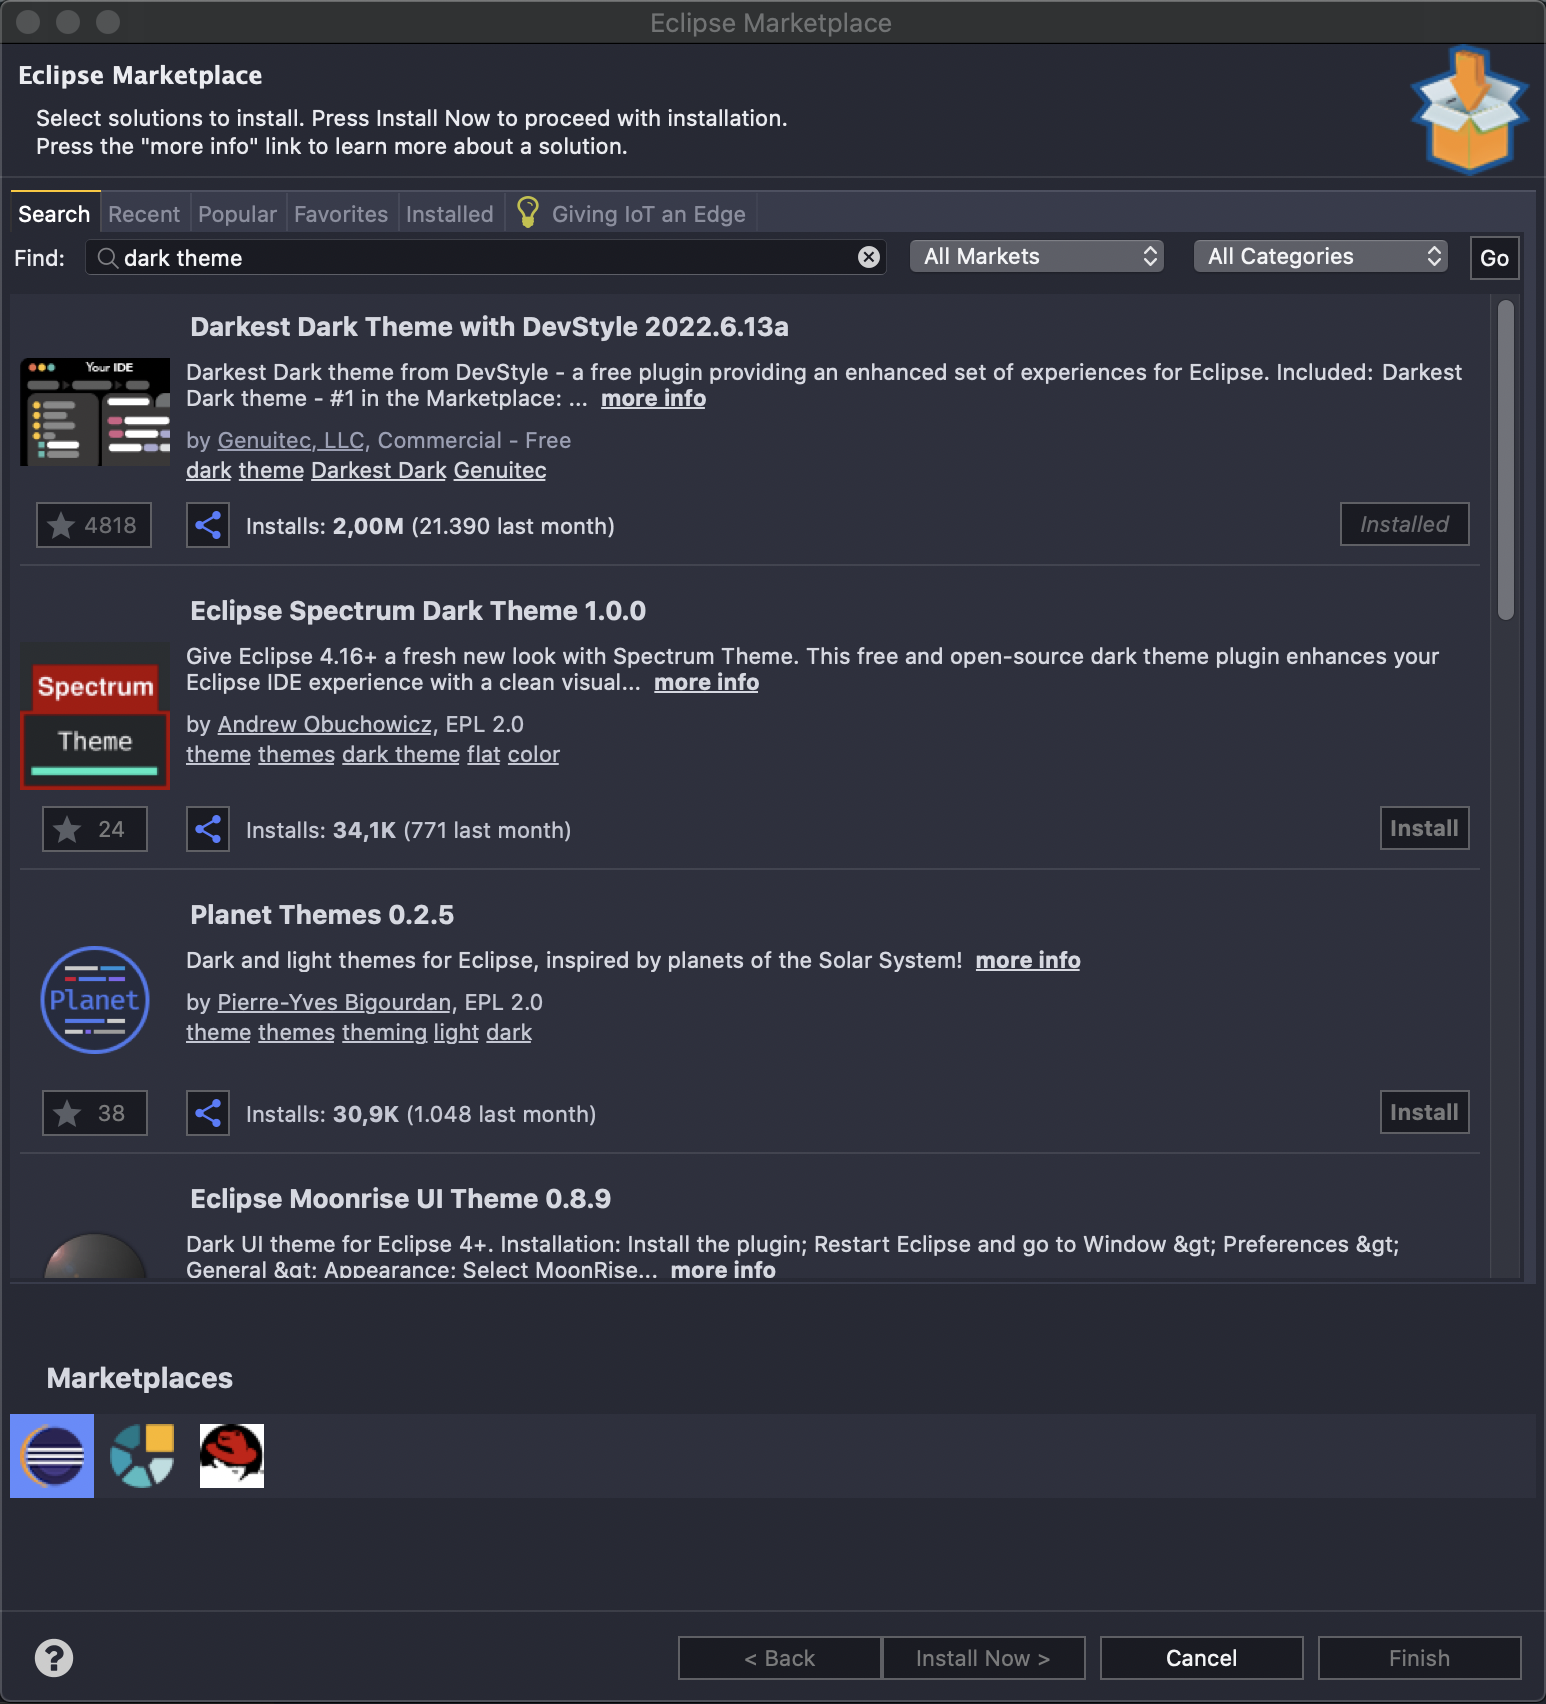 Eclipse Marketplace
Eclipse Marketplace
Select solutions to install. Press Install Now to proceed with installation.
Press the "more info" link to learn more about a solution.
Search Recent Popular Favorites Installed Giving IoT an Edge
Find: dark theme All Markets All Categories Go
Darkest Dark Theme with DevStyle 2022.6.13a
Your IDE
Darkest Dark theme from DevStyle - a free plugin providing an enhanced set of experiences for Eclipse. Included: Darkest
Dark theme - #1 in the Marketplace: ... more info
by Genuitec, LLC, Commercial - Free
dark theme Darkest Dark Genuitec
4818 Installs: 2,00M (21.390 last month) Installed
Eclipse Spectrum Dark Theme 1.0.0
Spectrum
Theme
Give Eclipse 4.16+ a fresh new look with Spectrum Theme. This free and open-source dark theme plugin enhances your
Eclipse IDE experience with a clean visual... more info
by Andrew Obuchowicz, EPL 2.0
theme themes dark theme flat color
24 Installs: 34,1K (771 last month) Install
Planet Themes 0.2.5
Planet
Dark and light themes for Eclipse, inspired by planets of the Solar System! more info
by Pierre-Yves Bigourdan, EPL 2.0
theme themes theming light dark
38 Installs: 30,9K (1.048 last month) Install
Eclipse Moonrise UI Theme 0.8.9
Dark UI theme for Eclipse 4+. Installation: Install the plugin; Restart Eclipse and go to Window &gt; Preferences &gt;
General &gt; Appearance; Select MoonRise... more info
Marketplaces
? < Back Install Now > Cancel Finish